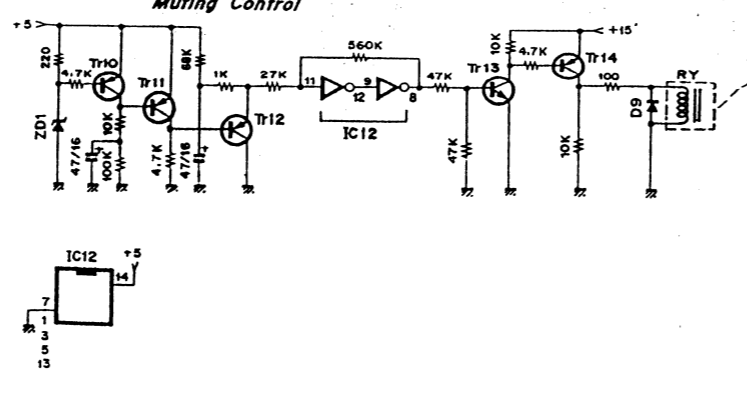 Muting Control
+5
220
4.7K
Tr10
ZD1
47/16
+
10K
100K
Tr11
4.7K
68K
47/16
+
1K
Tr12
27K
560K
11
12
9
8
IC12
47K
47K
Tr13
10K
4.7K
+15
Tr14
10K
100
D9
RY
IC12
+5
14
7
1
3
5
13